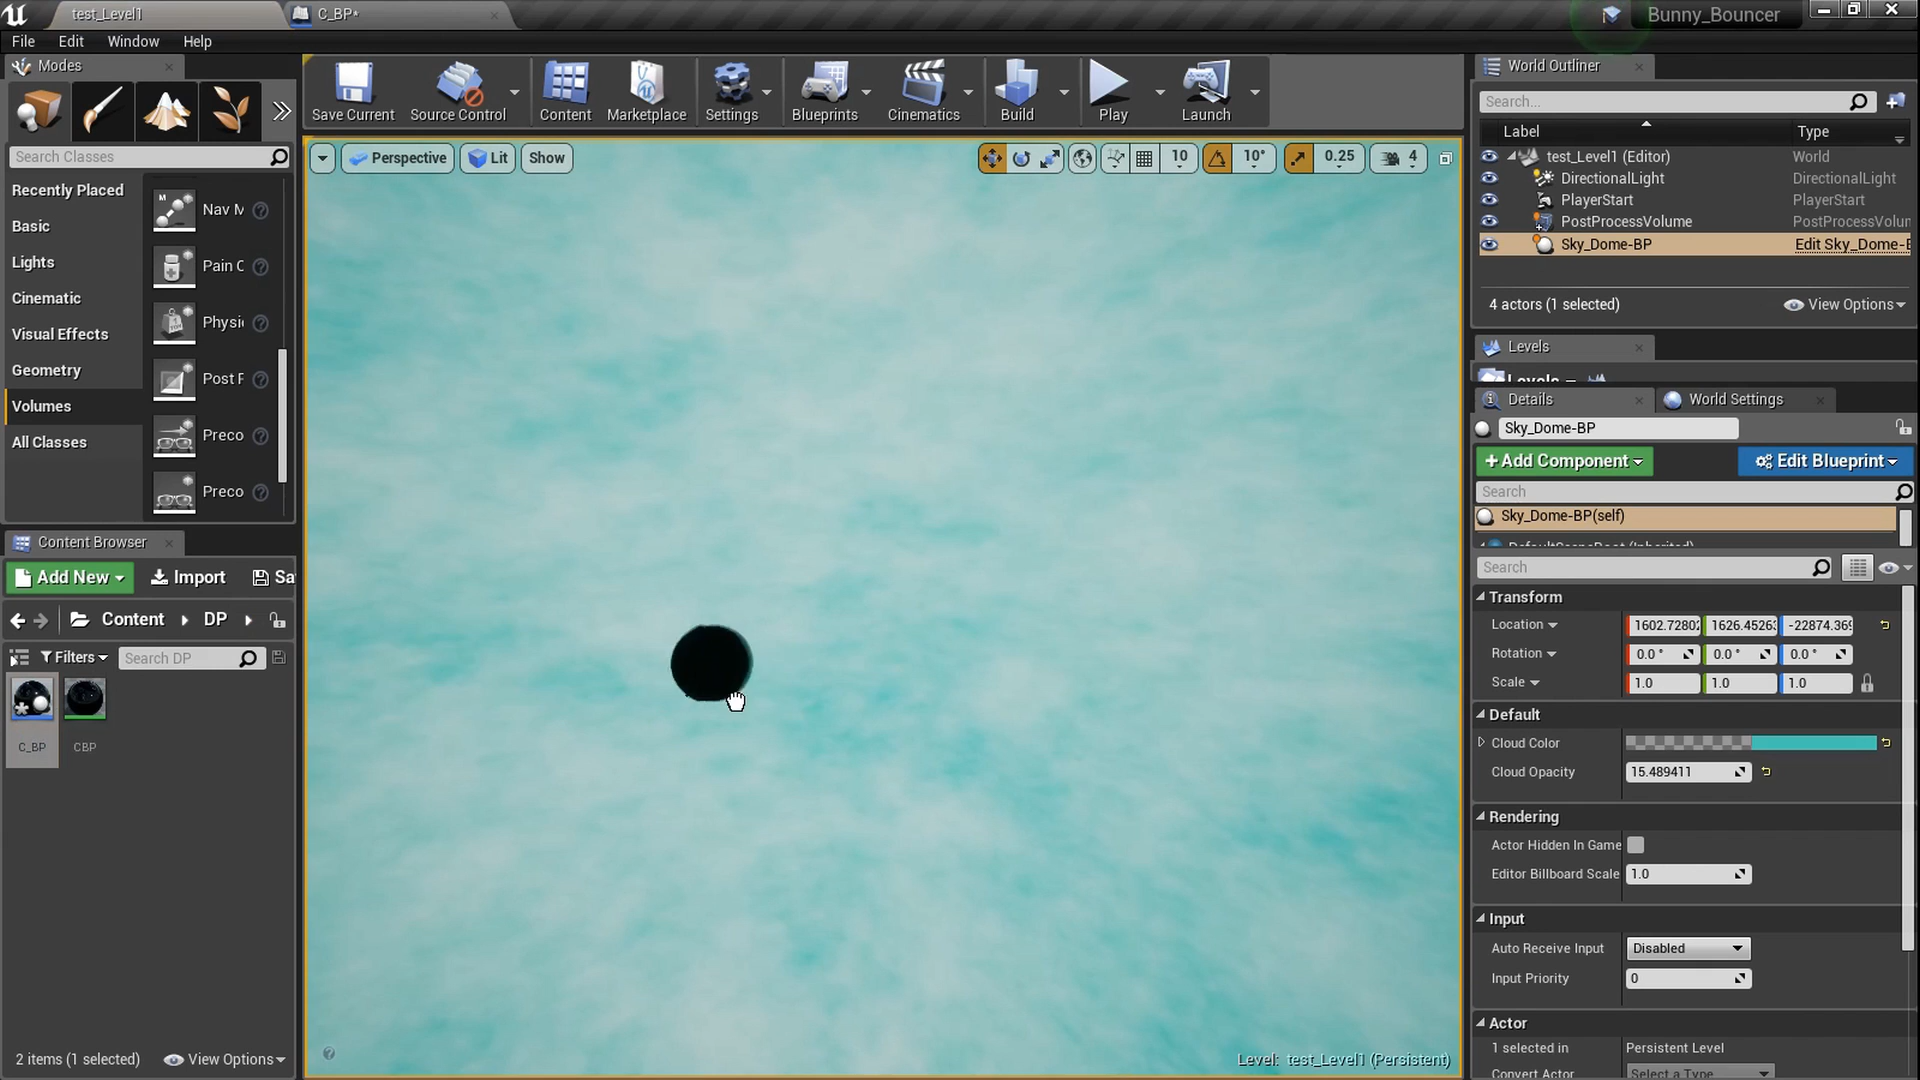 test_Level1
C_BP*
Bunny_Bouncer
File Edit Window Help
Modes
Search Classes
Recently Placed
Basic
Lights
Cinematic
Visual Effects
Geometry
Volumes
All Classes
Nav M
Pain C
Physi
Post P
Preco
Preco
Content Browser
Add New
Import
Sa
Content
DP
Filters
Search DP
C_BP
CBP
2 items (1 selected)
View Options
Save Current
Source Control
Content
Marketplace
Settings
Blueprints
Cinematics
Build
Play
Launch
Perspective
Lit
Show
10
10°
0.25
4
Level: test_Level1 (Persistent)
World Outliner
Search...
Label
Type
test_Level1 (Editor)
World
DirectionalLight
DirectionalLight
PlayerStart
PlayerStart
PostProcessVolume
PostProcessVolun
Sky_Dome-BP
Edit Sky_Dome-B
4 actors (1 selected)
View Options
Levels
Levels
Details
World Settings
Sky_Dome-BP
+Add Component
Edit Blueprint
Search
Sky_Dome-BP(self)
DefaultSceneRoot (Inherited)
Search
Transform
Location
1602.7280
1626.4526
-22874.36
Rotation
0.0 °
0.0 °
0.0 °
Scale
1.0
1.0
1.0
Default
Cloud Color
Cloud Opacity
15.489411
Rendering
Actor Hidden In Game
Editor Billboard Scale
1.0
Input
Auto Receive Input
Disabled
Input Priority
0
Actor
1 selected in
Persistent Level
Convert Actor
Select a Type